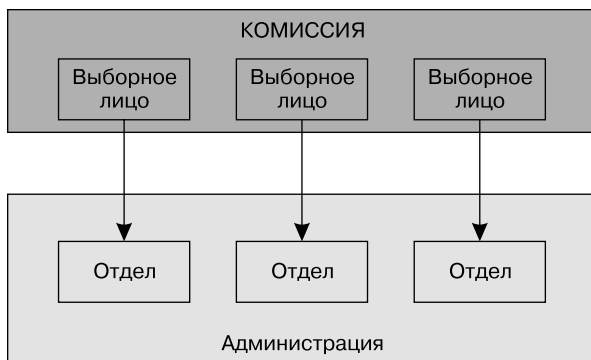 КОМИССИЯ
Выборное Выборное Выборное
лицо лицо лицо
Отдел Отдел Отдел
Администрация